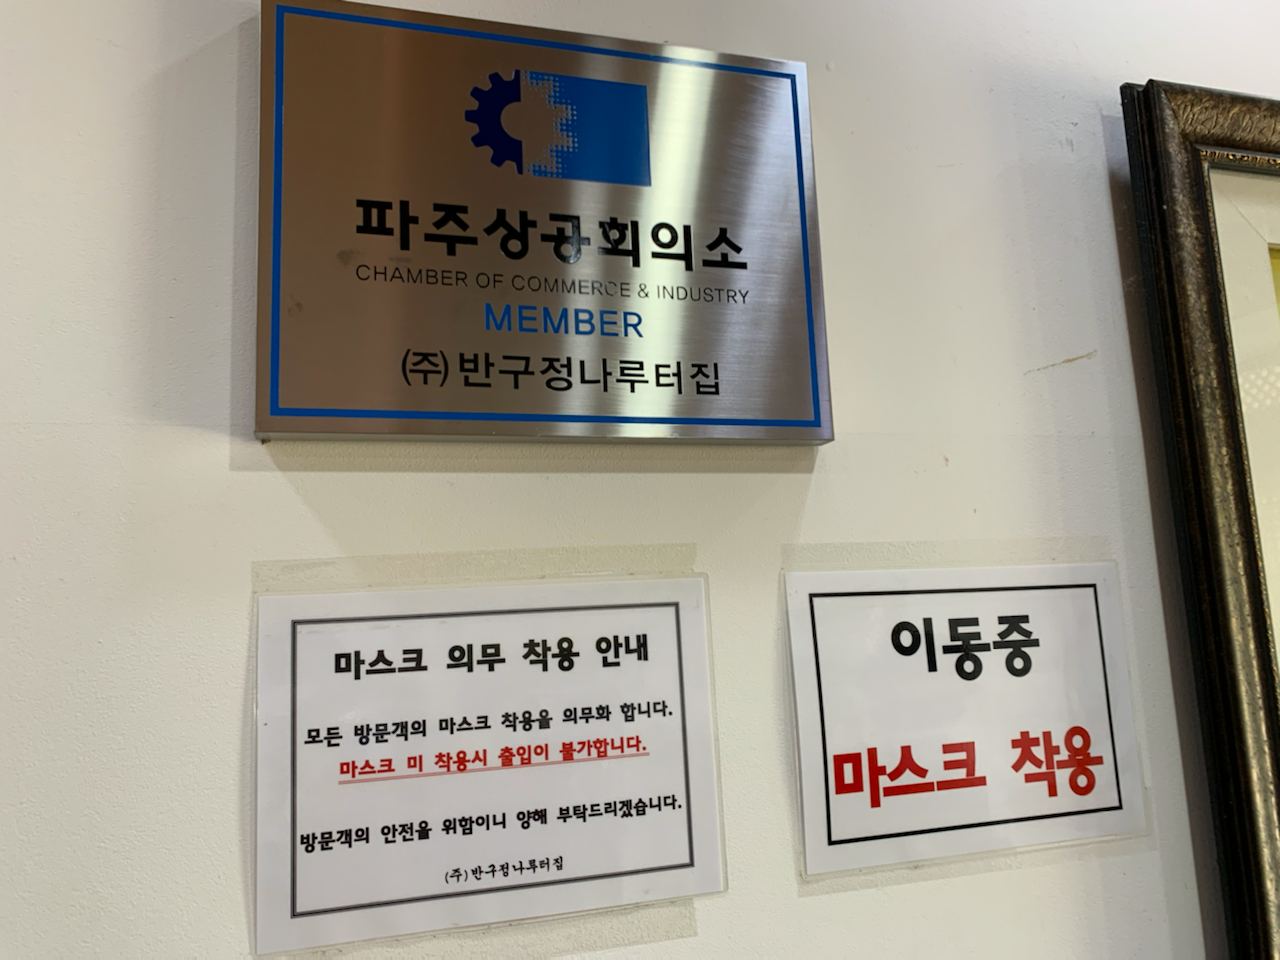 파주상공회의소
CHAMBER OF COMMERCE & INDUSTRY
MEMBER
(주)반구정나루터집
마스크 의무 착용 안내
모든 방문객의 마스크 착용을 의무화 합니다.
마스크 미 착용시 출입이 불가합니다.
방문객의 안전을 위함이니 양해 부탁드리겠습니다.
(주)반구정나루터집
이동중
마스크 착용